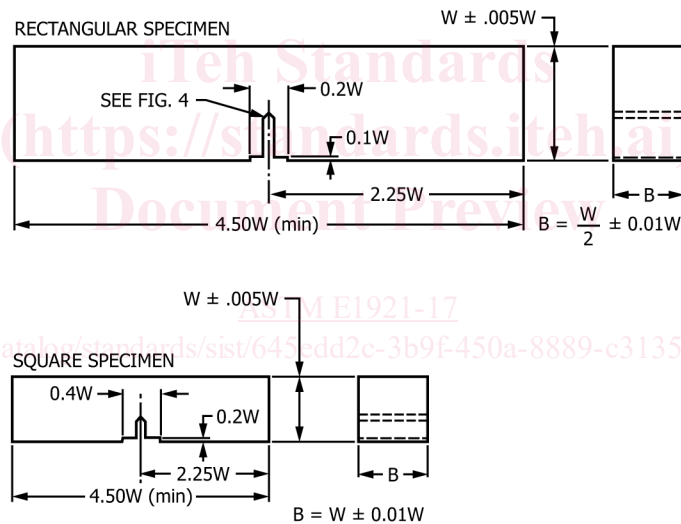 W ± .005W
RECTANGULAR SPECIMEN
iTeh Standards
0.2W
SEE FIG. 4
(https://standards.iteh.ai
0.1W
2.25W
B
Document Preview
4.50W (min)
B = W/2 ± 0.01W
W ± .005W
ASTM E1921-17
atalog/standards/sist/645edd2c-3b9f-450a-8889-c3135
SQUARE SPECIMEN
0.4W
0.2W
2.25W
B
4.50W (min)
B = W ± 0.01W